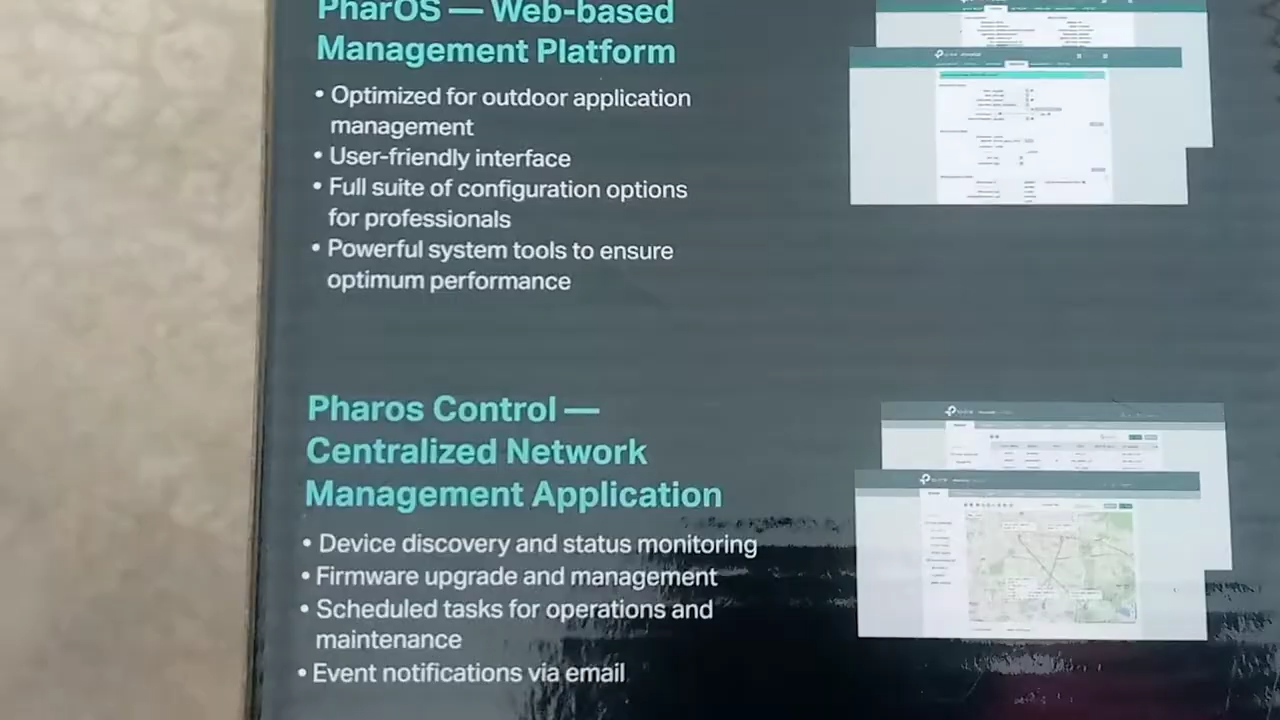 PharOS — Web-based
Management Platform
• Optimized for outdoor application
management
• User-friendly interface
• Full suite of configuration options
for professionals
• Powerful system tools to ensure
optimum performance
Pharos Control —
Centralized Network
Management Application
• Device discovery and status monitoring
• Firmware upgrade and management
• Scheduled tasks for operations and
maintenance
• Event notifications via email